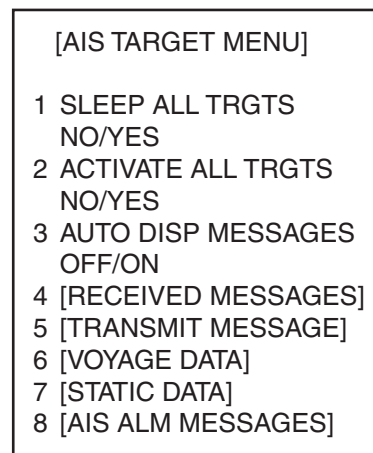 [AIS TARGET MENU]
1 SLEEP ALL TRGTS
NO/YES
2 ACTIVATE ALL TRGTS
NO/YES
3 AUTO DISP MESSAGES
OFF/ON
4 [RECEIVED MESSAGES]
5 [TRANSMIT MESSAGE]
6 [VOYAGE DATA]
7 [STATIC DATA]
8 [AIS ALM MESSAGES]